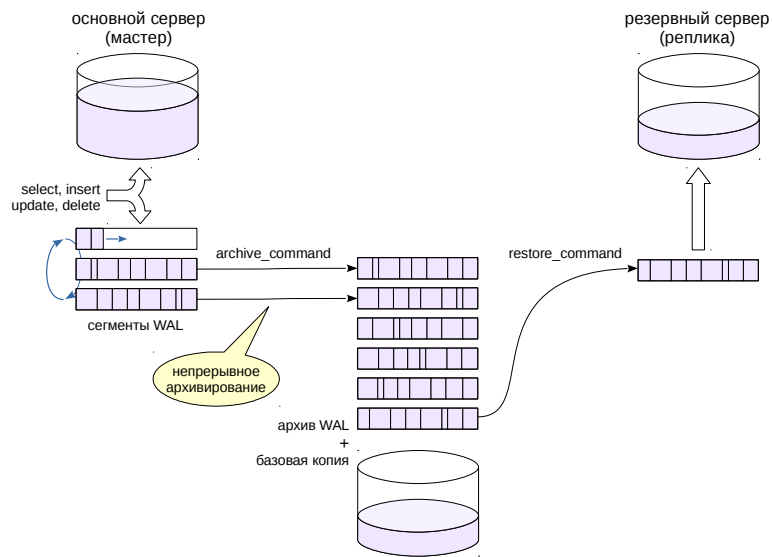 основной сервер
(мастер)
резервный сервер
(реплика)
select, insert
update, delete
archive_command
restore_command
сегменты WAL
непрерывное
архивирование
архив WAL
+
базовая копия